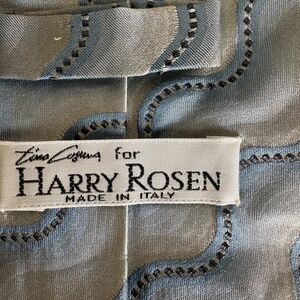 Tino Cosma for
HARRY ROSEN
MADE IN ITALY